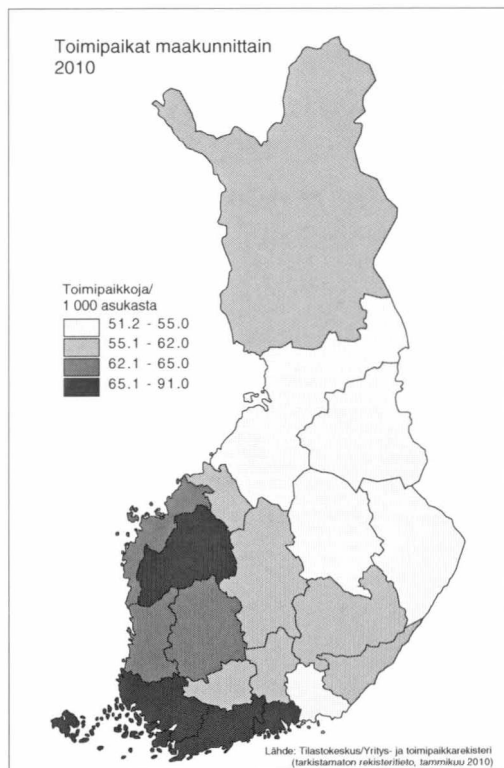 Toimipaikat maakunnittain
2010
Toimipaikkoja/
1 000 asukasta
51.2 - 55.0
55.1 - 62.0
62.1 - 65.0
65.1 - 91.0
Lähde: Tilastokeskus/Yritys- ja toimipaikkarekisteri
(tarkistamaton rekisteritieto, tammikuu 2010)